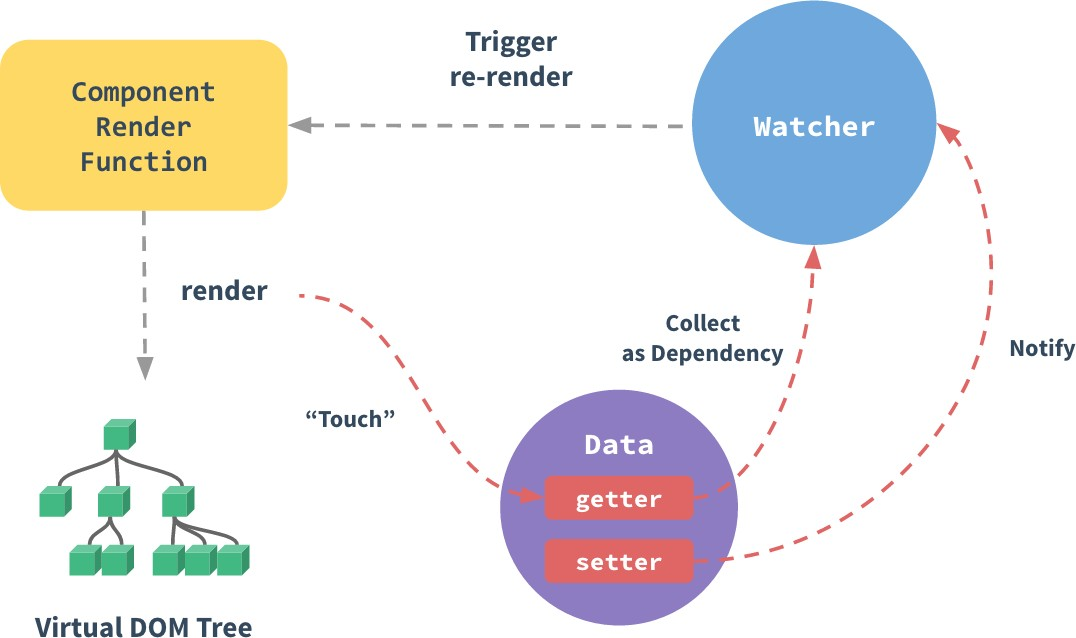 Trigger
re-render
Component
Render
Function
Watcher
render
Collect
as Dependency
Notify
“Touch”
Data
getter
setter
Virtual DOM Tree